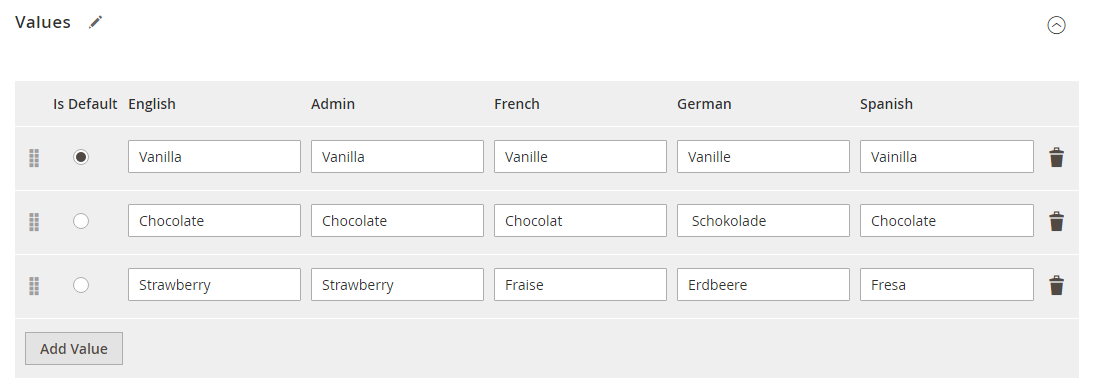 Values
Is Default English Admin French German Spanish
Vanilla Vanilla Vanille Vanille Vainilla
Chocolate Chocolate Chocolat Schokolade Chocolate
Strawberry Strawberry Fraise Erdbeere Fresa
Add Value